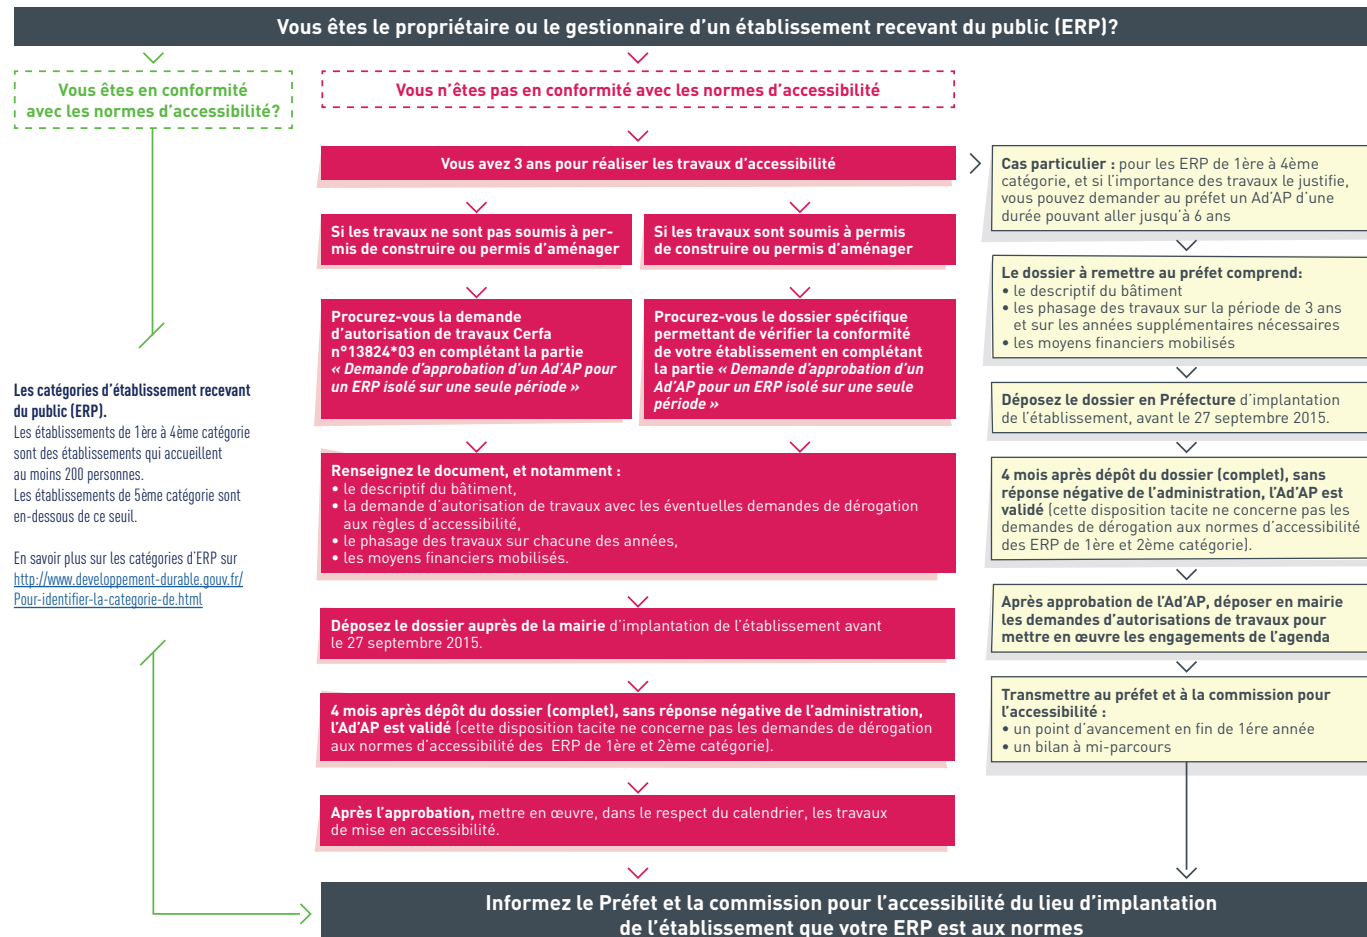 Vous êtes le propriétaire ou le gestionnaire d'un établissement recevant du public (ERP)?
Vous êtes en conformité
avec les normes d'accessibilité?
Les catégories d'établissement recevant
du public (ERP).
Les établissements de 1ère à 4ème catégorie
sont des établissements qui accueillent
au moins 200 personnes.
Les établissements de 5ème catégorie sont
en-dessous de ce seuil.
En savoir plus sur les catégories d'ERP sur
http://www.developpement-durable.gouv.fr/
Pour-identifier-la-categorie-de.html
Vous n'êtes pas en conformité avec les normes d'accessibilité
Vous avez 3 ans pour réaliser les travaux d'accessibilité
Si les travaux ne sont pas soumis à per-
mis de construire ou permis d'aménager
Procurez-vous la demande
d'autorisation de travaux Cerfa
n°13824*03 en complétant la partie
« Demande d'approbation d'un Ad'AP pour
un ERP isolé sur une seule période »
Si les travaux sont soumis à permis
de construire ou permis d'aménager
Procurez-vous le dossier spécifique
permettant de vérifier la conformité
de votre établissement en complétant
la partie « Demande d'approbation d'un
Ad'AP pour un ERP isolé sur une seule
période »
Renseignez le document, et notamment :
• le descriptif du bâtiment,
• la demande d'autorisation de travaux avec les éventuelles demandes de dérogation
aux règles d'accessibilité,
• le phasage des travaux sur chacune des années,
• les moyens financiers mobilisés.
Déposez le dossier auprès de la mairie d'implantation de l'établissement avant
le 27 septembre 2015.
4 mois après dépôt du dossier (complet), sans réponse négative de l'administration,
l'Ad'AP est validé (cette disposition tacite ne concerne pas les demandes de dérogation
aux normes d'accessibilité des ERP de 1ère et 2ème catégorie).
Après l'approbation, mettre en œuvre, dans le respect du calendrier, les travaux
de mise en accessibilité.
Cas particulier : pour les ERP de 1ère à 4ème
catégorie, et si l'importance des travaux le justifie,
vous pouvez demander au préfet un Ad'AP d'une
durée pouvant aller jusqu'à 6 ans
Le dossier à remettre au préfet comprend:
• le descriptif du bâtiment
• les phasage des travaux sur la période de 3 ans
et sur les années supplémentaires nécessaires
• les moyens financiers mobilisés
Déposez le dossier en Préfecture d'implantation
de l'établissement, avant le 27 septembre 2015.
4 mois après dépôt du dossier (complet), sans
réponse négative de l'administration, l'Ad'AP est
validé (cette disposition tacite ne concerne pas les
demandes de dérogation aux normes d'accessibilité
des ERP de 1ère et 2ème catégorie).
Après approbation de l'Ad'AP, déposer en mairie
les demandes d'autorisations de travaux pour
mettre en œuvre les engagements de l'agenda
Transmettre au préfet et à la commission pour
l'accessibilité :
• un point d'avancement en fin de 1ére année
• un bilan à mi-parcours
Informez le Préfet et la commission pour l'accessibilité du lieu d'implantation
de l'établissement que votre ERP est aux normes